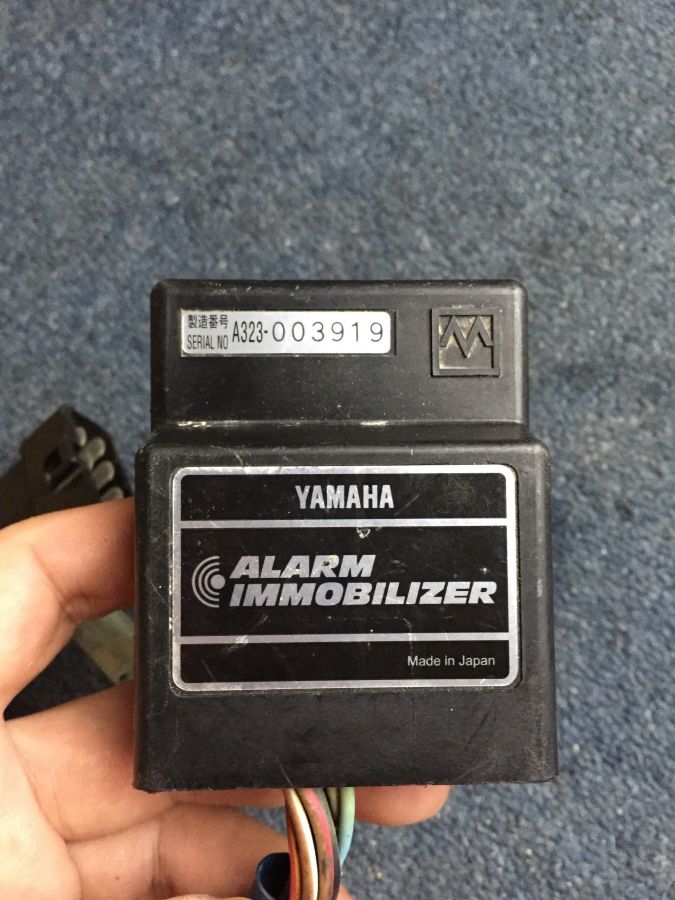 製造番号
SERIAL NO A323-003919
YAMAHA
ALARM
IMMOBILIZER
Made in Japan